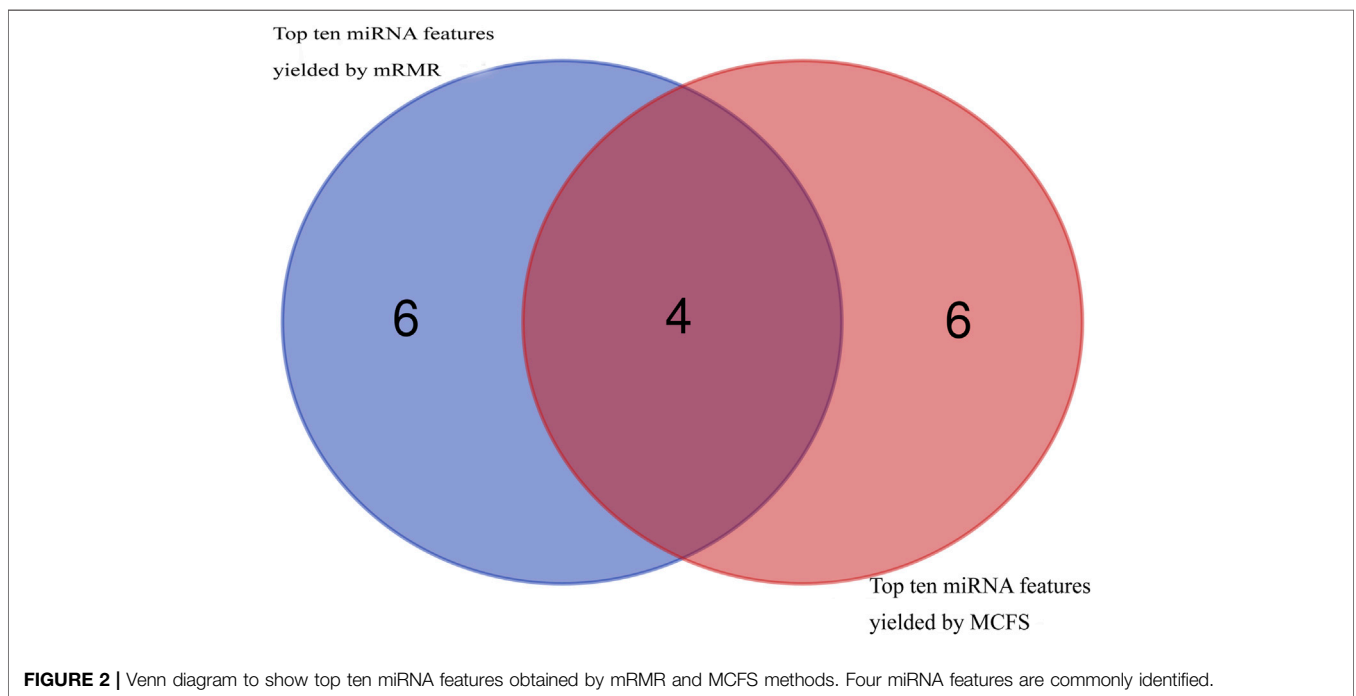 Top ten miRNA features
yielded by mRMR
6
4
6
Top ten miRNA features
yielded by MCFS
FIGURE 2 | Venn diagram to show top ten miRNA features obtained by mRMR and MCFS methods. Four miRNA features are commonly identified.